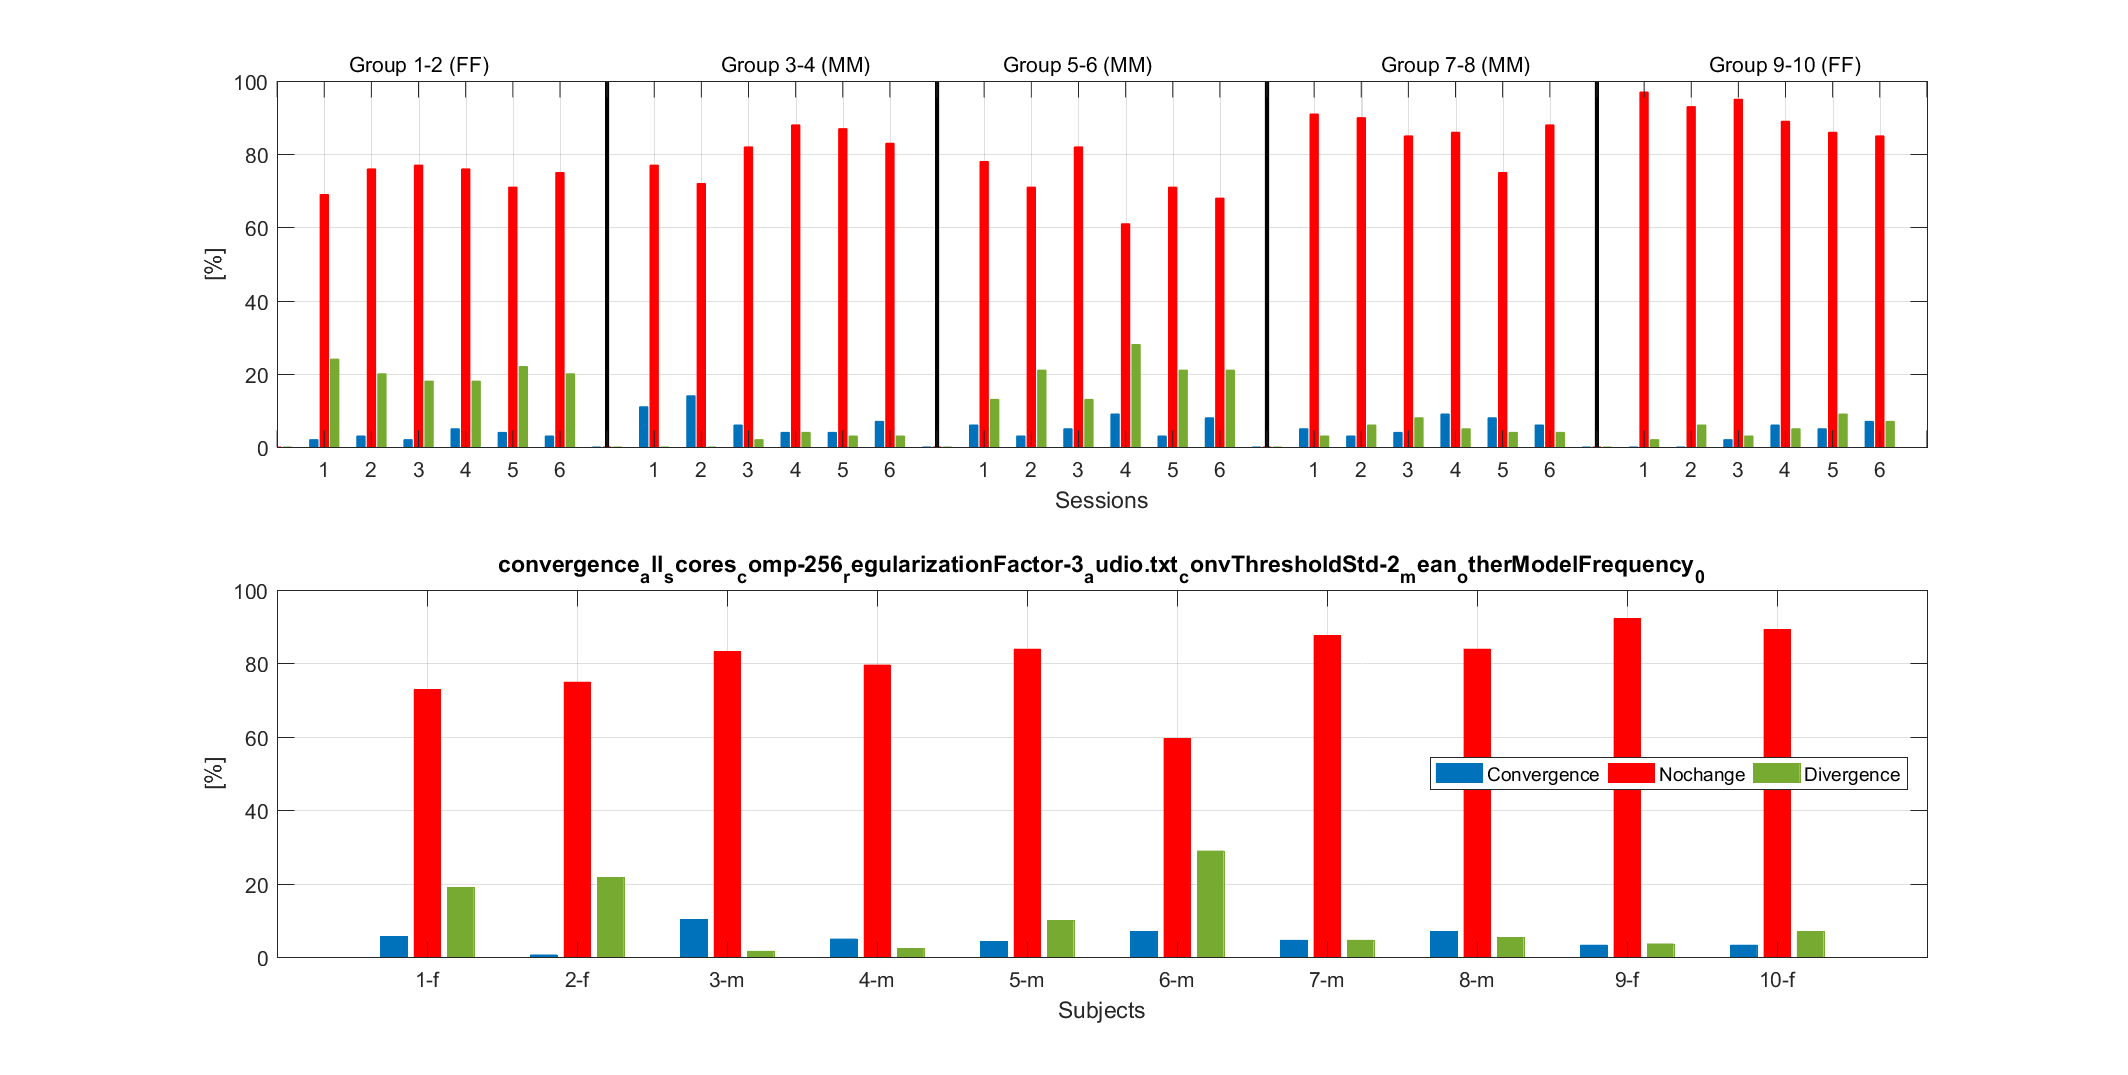 Group 1-2 (FF) Group 3-4 (MM) Group 5-6 (MM) Group 7-8 (MM) Group 9-10 (FF)
100
80
60
40
20
0
[%]
1 2 3 4 5 6 1 2 3 4 5 6 1 2 3 4 5 6 1 2 3 4 5 6 1 2 3 4 5 6
Sessions
convergence_all_scores_comp-256_regularizationFactor-3_audio.txt_convThresholdStd-2_mean_otherModelFrequency_0
100
80
60
40
20
0
[%]
Convergence Nochange Divergence
1-f 2-f 3-m 4-m 5-m 6-m 7-m 8-m 9-f 10-f
Subjects